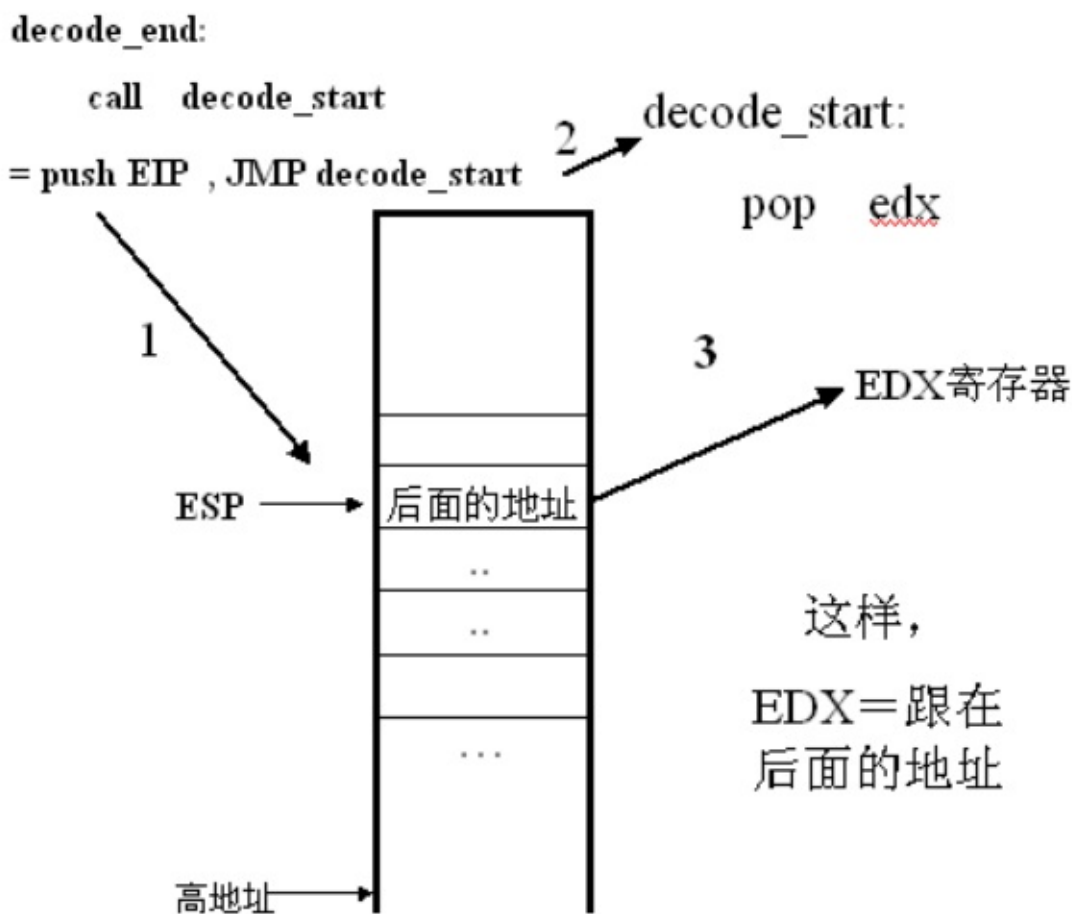 decode_end:
call decode_start
= push EIP , JMP decode_start
2
decode_start:
pop edx
1
3
EDX寄存器
ESP
后面的地址
..
..
这样，
EDX＝跟在
后面的地址
...
高地址